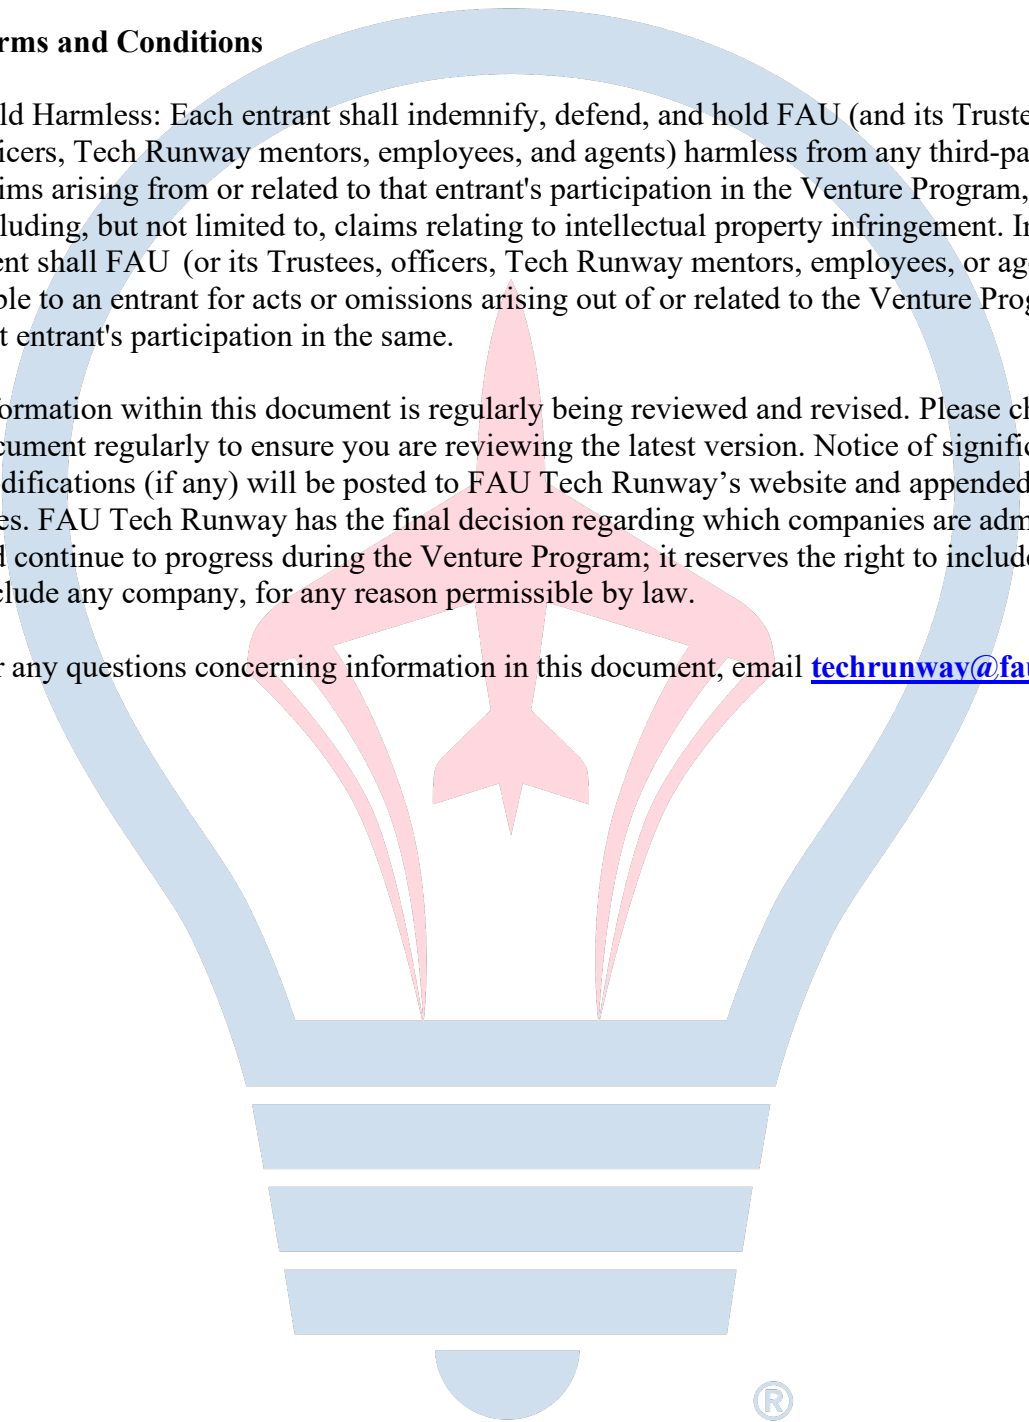 rms and Conditions
ld Harmless: Each entrant shall indemnify, defend, and hold FAU (and its Truste
icers, Tech Runway mentors, employees, and agents) harmless from any third-pa
ims arising from or related to that entrant's participation in the Venture Program,
cluding, but not limited to, claims relating to intellectual property infringement. In
ent shall FAU (or its Trustees, officers, Tech Runway mentors, employees, or age
ble to an entrant for acts or omissions arising out of or related to the Venture Prog
t entrant's participation in the same.
formation within this document is regularly being reviewed and revised. Please ch
cument regularly to ensure you are reviewing the latest version. Notice of signific
difications (if any) will be posted to FAU Tech Runway’s website and appended
es. FAU Tech Runway has the final decision regarding which companies are adm
d continue to progress during the Venture Program; it reserves the right to include
clude any company, for any reason permissible by law.
r any questions concerning information in this document, email techrunway@fau
®